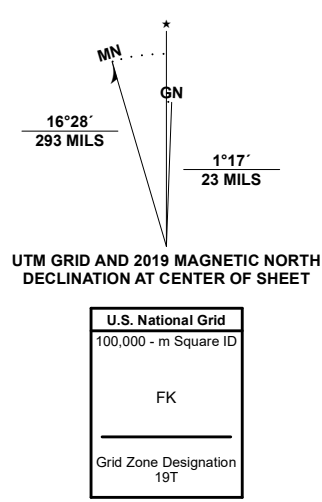 ★
MN
GN
16°28´
293 MILS
1°17´
23 MILS
UTM GRID AND 2019 MAGNETIC NORTH
DECLINATION AT CENTER OF SHEET
U.S. National Grid
100,000 - m Square ID
FK
Grid Zone Designation
19T